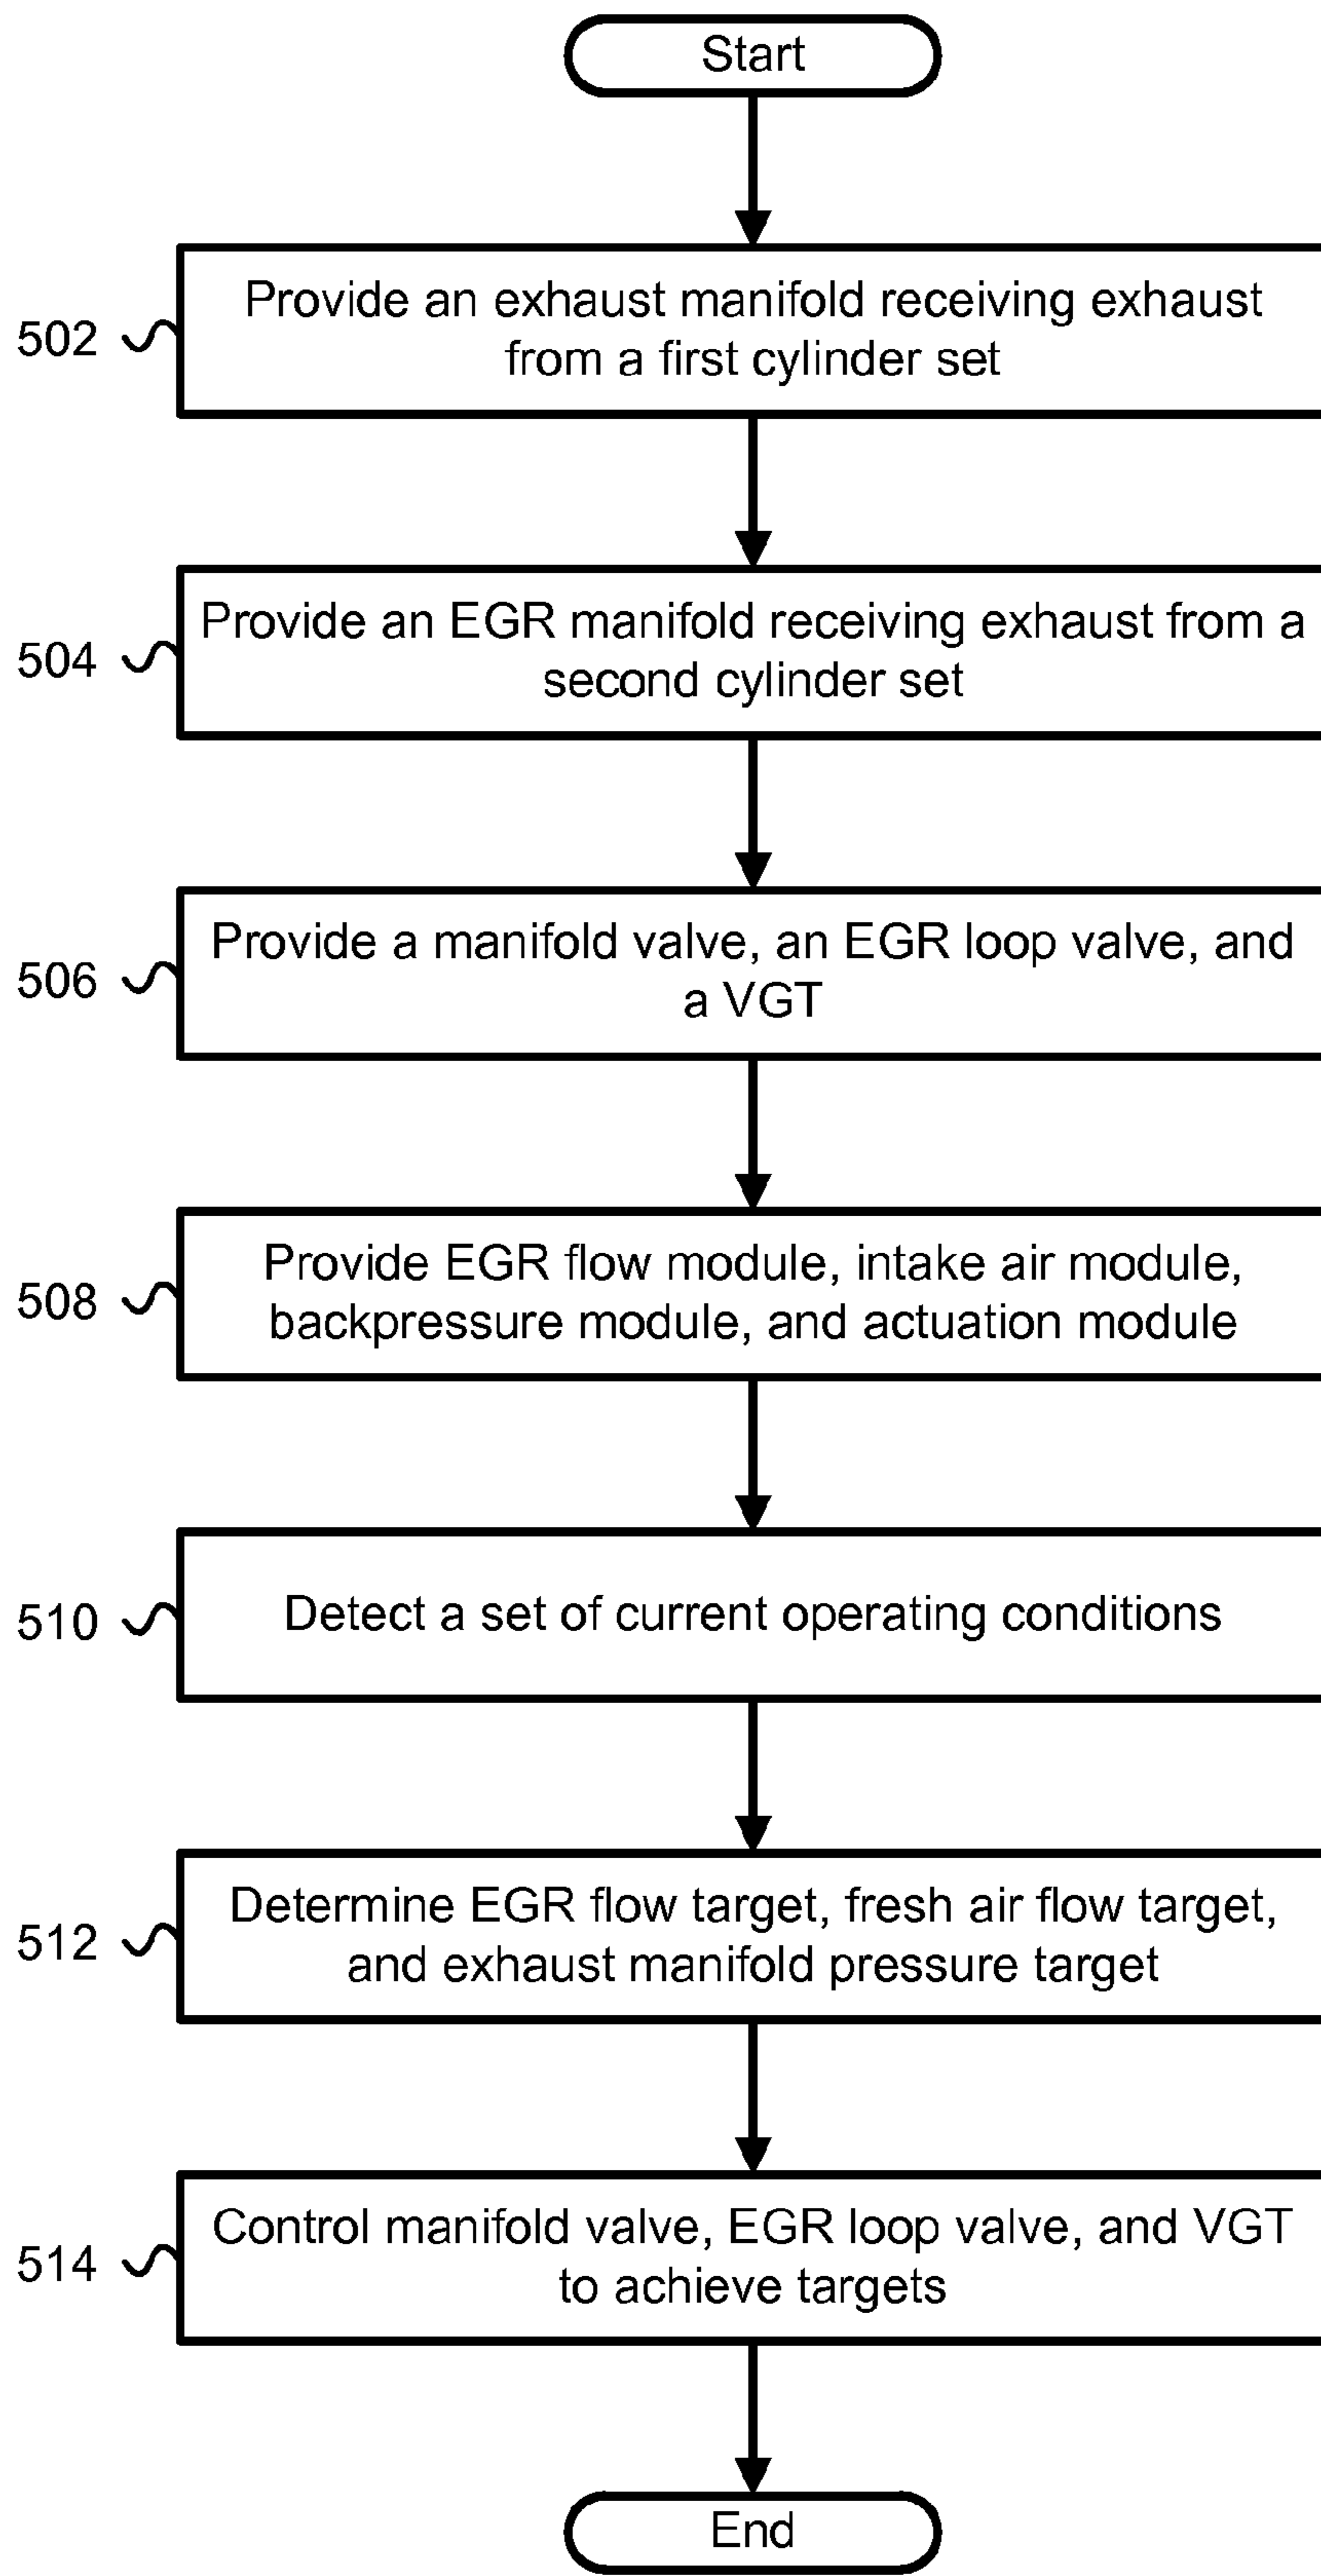 Start
502
Provide an exhaust manifold receiving exhaust
from a first cylinder set
504
Provide an EGR manifold receiving exhaust from a
second cylinder set
506
Provide a manifold valve, an EGR loop valve, and
a VGT
508
Provide EGR flow module, intake air module,
backpressure module, and actuation module
510
Detect a set of current operating conditions
512
Determine EGR flow target, fresh air flow target,
and exhaust manifold pressure target
514
Control manifold valve, EGR loop valve, and VGT
to achieve targets
End